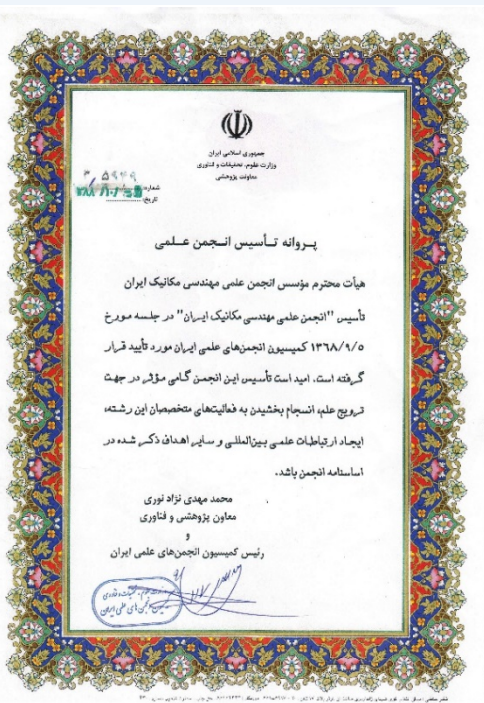 جمهوری اسلامی ایران
وزارت علوم، تحقیقات و فناوری
معاونت پژوهشی
شماره
تاریخ
پروانه تأسیس انجمن علمی
هیأت محترم مؤسس انجمن علمی مهندسی مکانیک ایران
تأسیس "انجمن علمی مهندسی مکانیک ایران" در جلسه مورخ
۱۳۶۸/۹/۵ کمیسیون انجمن‌های علمی ایران مورد تأیید قرار
گرفته است. امید است تأسیس این انجمن گامی مؤثر در جهت
ترویج علم، انسجام بخشیدن به فعالیت‌های متخصصان این رشته،
ایجاد ارتباطات علمی بین‌المللی و سایر اهداف ذکر شده در
اساسنامه انجمن باشد.
محمد مهدی نژاد نوری
معاون پژوهشی و فناوری
و
رئیس کمیسیون انجمن‌های علمی ایران